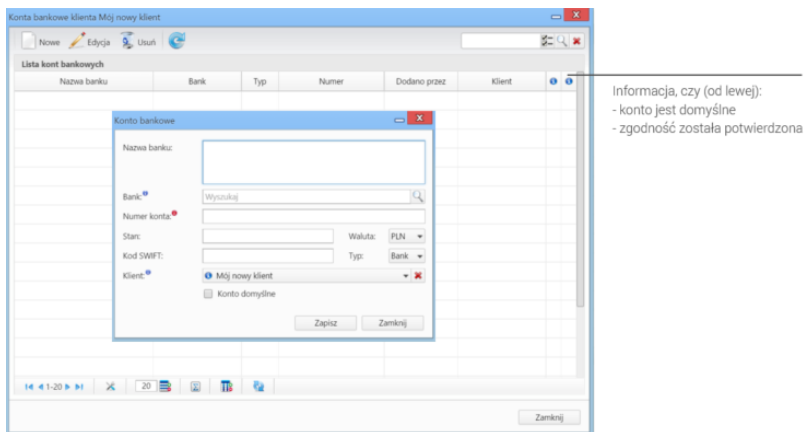 Konta bankowe klienta Mój nowy klient
Nowe Edycja Usuń
Lista kont bankowych
Nazwa banku Bank Typ Numer Dodano przez Klient
Informacja, czy (od lewej):
- konto jest domyślne
- zgodność została potwierdzona
Konto bankowe
Nazwa banku:
Bank: Wyszukaj
Numer konta:
Stan: Waluta: PLN
Kod SWIFT: Typ: Bank
Klient: Mój nowy klient
Konto domyślne
Zapisz Zamknij
1-20 20
Zamknij